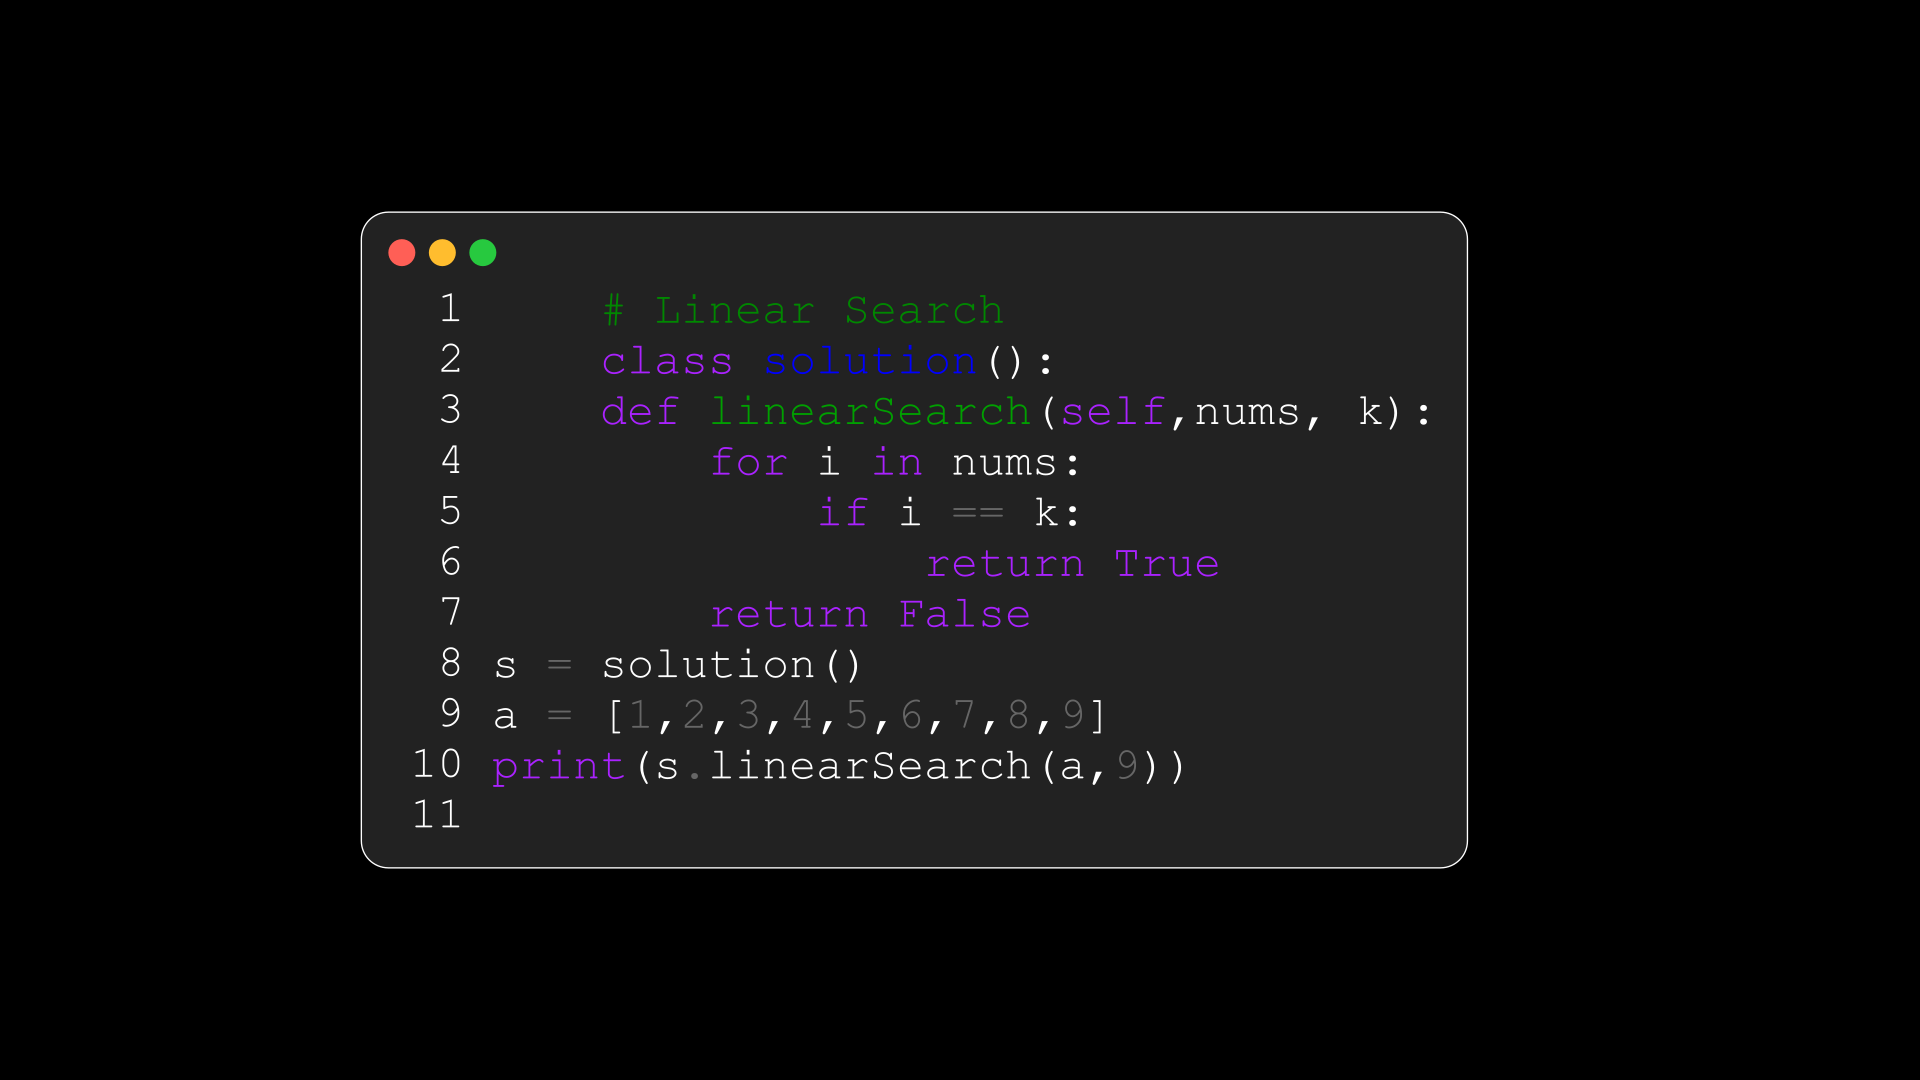 1     # Linear Search
2     class solution():
3     def linearSearch(self,nums, k):
4         for i in nums:
5             if i == k:
6                 return True
7         return False
8 s = solution()
9 a = [1,2,3,4,5,6,7,8,9]
10 print(s.linearSearch(a,9))
11